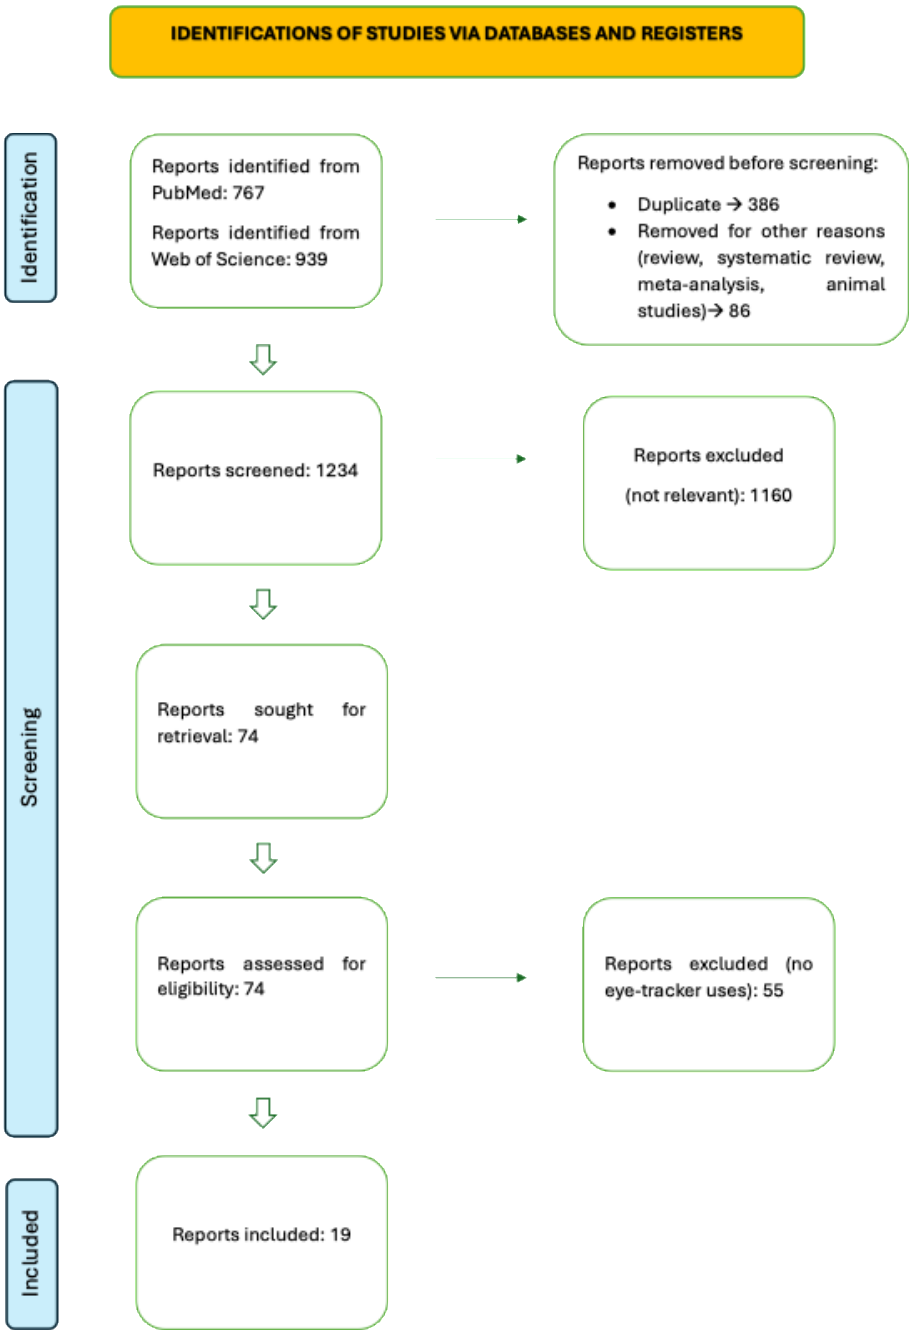 IDENTIFICATIONS OF STUDIES VIA DATABASES AND REGISTERS
Identification
Reports identified from
PubMed: 767
Reports identified from
Web of Science: 939
Reports removed before screening:
• Duplicate → 386
• Removed for other reasons
(review, systematic review,
meta-analysis, animal
studies)→ 86
Screening
Reports screened: 1234
Reports excluded
(not relevant): 1160
Reports sought for
retrieval: 74
Reports assessed for
eligibility: 74
Reports excluded (no
eye-tracker uses): 55
Included
Reports included: 19